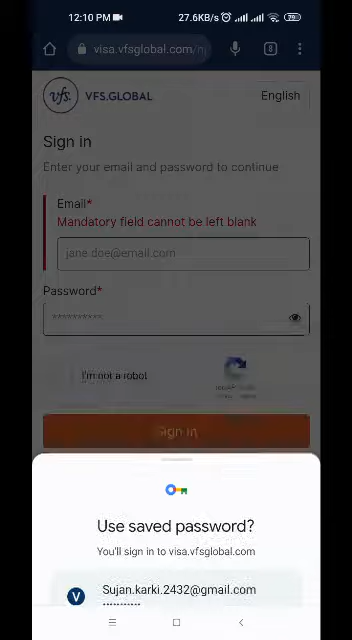 12:10 PM
27.6KB/s
79
visa.vfsglobal.com/n
8
vfs.
VFS.GLOBAL
English
Sign in
Enter your email and password to continue
Email*
Mandatory field cannot be left blank
jane.doe@email.com
Password*
**********
I'm not a robot
Sign in
Use saved password?
You'll sign in to visa.vfsglobal.com
V
Sujan.karki.2432@gmail.com
••••••••••